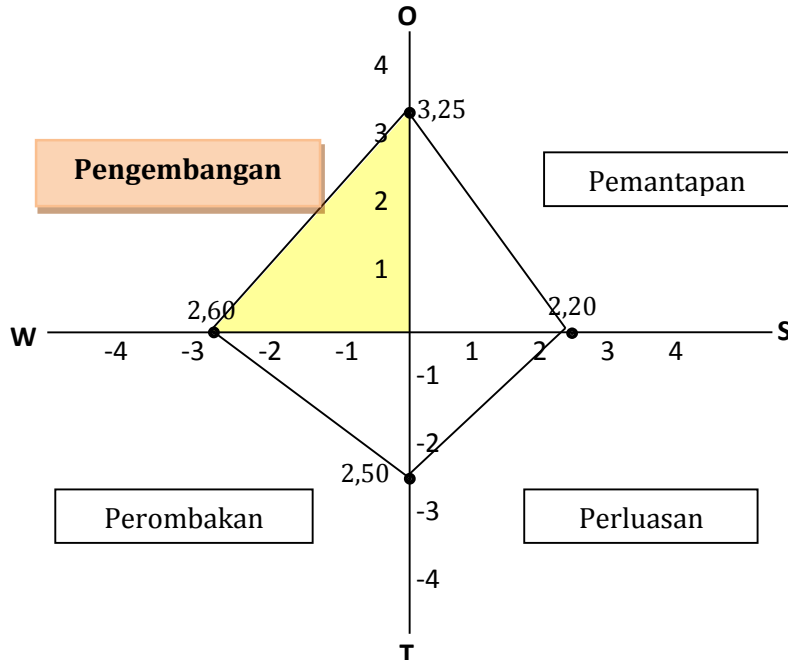 O
4
3,25
3
Pengembangan
Pemantapan
2
1
2,60
2,20
W
S
-4 -3 -2 -1 1 2 3 4
-1
-2
2,50
-3
Perombakan
Perluasan
-4
T